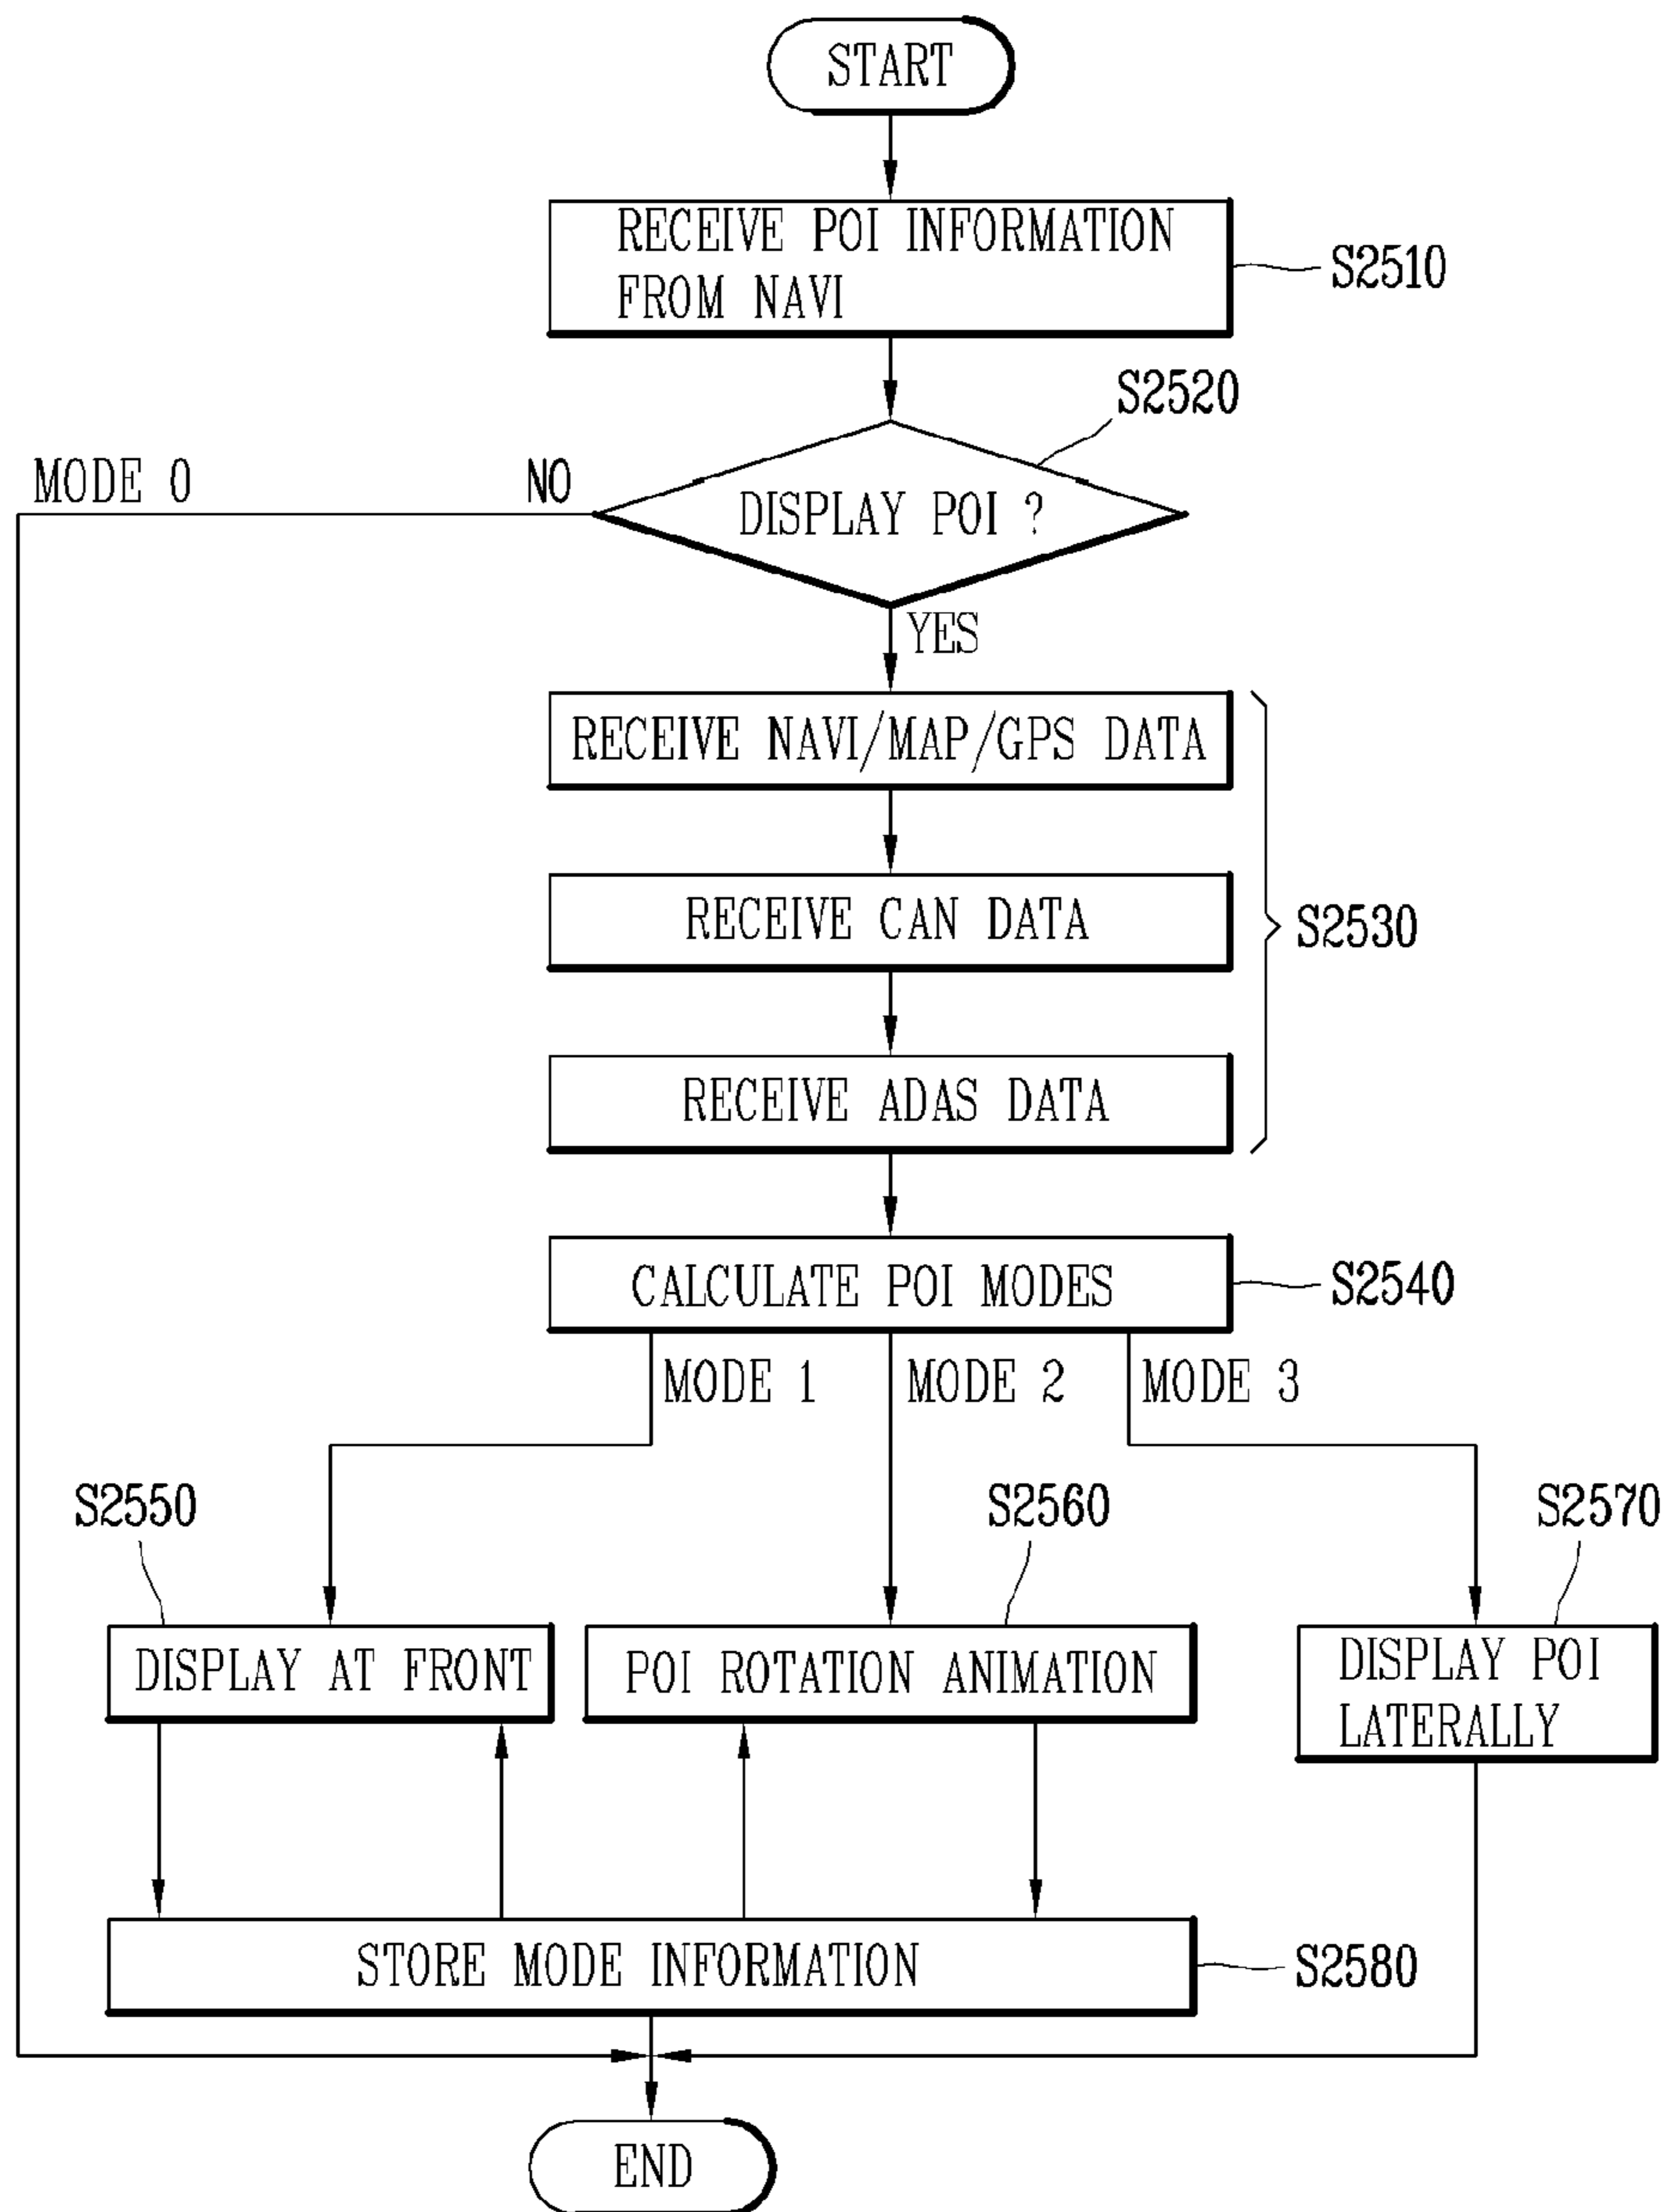 START
RECEIVE POI INFORMATION
FROM NAVI
S2510
S2520
MODE 0
NO
DISPLAY POI ?
YES
RECEIVE NAVI/MAP/GPS DATA
RECEIVE CAN DATA
S2530
RECEIVE ADAS DATA
CALCULATE POI MODES
S2540
MODE 1
MODE 2
MODE 3
S2550
S2560
S2570
DISPLAY AT FRONT
POI ROTATION ANIMATION
DISPLAY POI
LATERALLY
STORE MODE INFORMATION
S2580
END